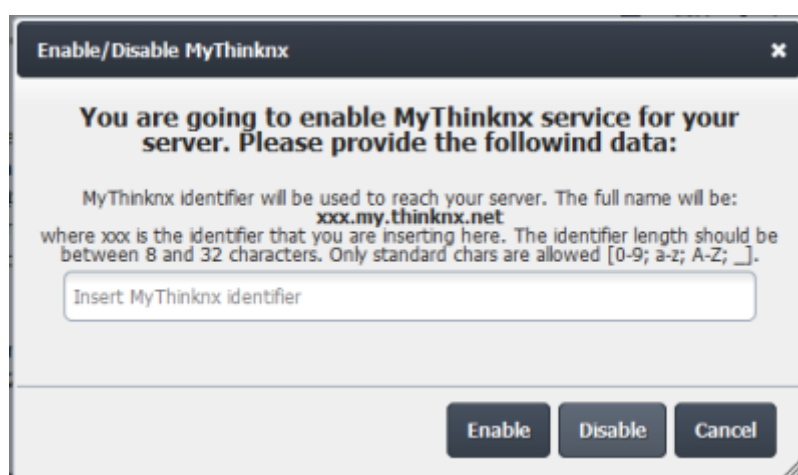 Enable/Disable MyThinknx
You are going to enable MyThinknx service for your
server. Please provide the followind data:
MyThinknx identifier will be used to reach your server. The full name will be:
xxx.my.thinknx.net
where xxx is the identifier that you are inserting here. The identifier length should be
between 8 and 32 characters. Only standard chars are allowed [0-9; a-z; A-Z; _].
Insert MyThinknx identifier
Enable Disable Cancel